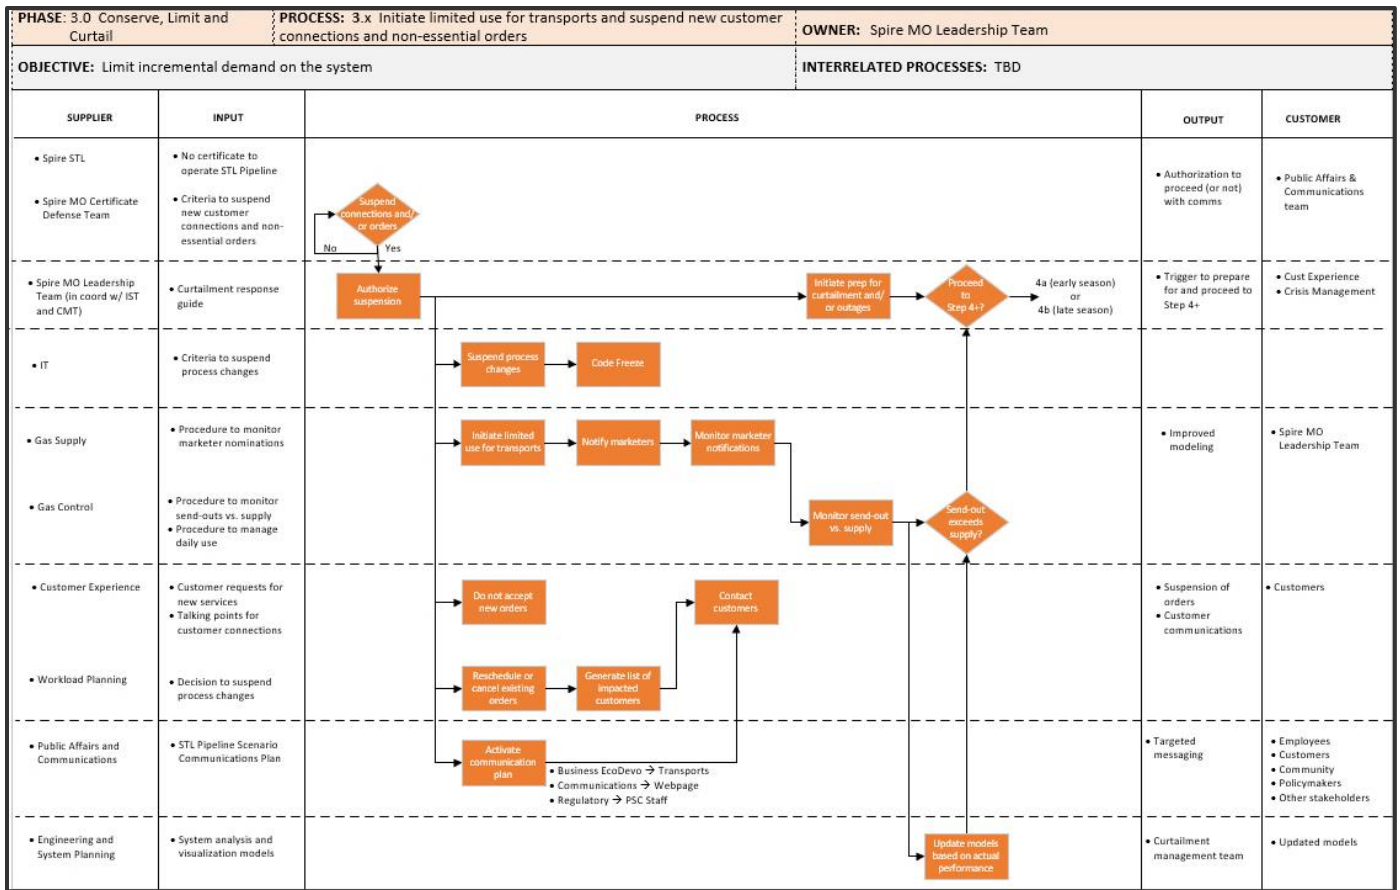 PHASE: 3.0 Conserve, Limit and
Curtail
PROCESS: 3.x Initiate limited use for transports and suspend new customer
connections and non-essential orders
OWNER: Spire MO Leadership Team
OBJECTIVE: Limit incremental demand on the system
INTERRELATED PROCESSES: TBD
SUPPLIER
INPUT
PROCESS
OUTPUT
CUSTOMER
• Spire STL
• Spire MO Certificate
Defense Team
• No certificate to
operate STL Pipeline
• Criteria to suspend
new customer
connections and non-
essential orders
Suspend
connections and/
or orders
No
Yes
• Authorization to
proceed (or not)
with comms
• Public Affairs &
Communications
team
• Spire MO Leadership
Team (in coord w/ IST
and CMT)
• Curtailment response
guide
Authorize
suspension
Initiate prep for
curtailment and/
or outages
Proceed
to
Step 4+?
4a (early season)
or
4b (late season)
• Trigger to prepare
for and proceed to
Step 4+
• Cust Experience
• Crisis Management
• IT
• Criteria to suspend
process changes
Suspend process
changes
Code Freeze
• Gas Supply
• Procedure to monitor
marketer nominations
Initiate limited
use for transports
Notify marketers
Monitor marketer
notifications
• Improved
modeling
• Spire MO
Leadership Team
• Gas Control
• Procedure to monitor
send-outs vs. supply
• Procedure to manage
daily use
Monitor send-out
vs. supply
Send-out
exceeds
supply?
• Customer Experience
• Customer requests for
new services
• Talking points for
customer connections
Do not accept
new orders
Contact
customers
• Suspension of
orders
• Customer
communications
• Customers
• Workload Planning
• Decision to suspend
process changes
Reschedule or
cancel existing
orders
Generate list of
impacted
customers
• Public Affairs and
Communications
• STL Pipeline Scenario
Communications Plan
Activate
communication
plan
• Business EcoDevo → Transports
• Communications → Webpage
• Regulatory → PSC Staff
• Targeted
messaging
• Employees
• Customers
• Community
• Policymakers
• Other stakeholders
• Engineering and
System Planning
• System analysis and
visualization models
Update models
based on actual
performance
• Curtailment
management team
• Updated models